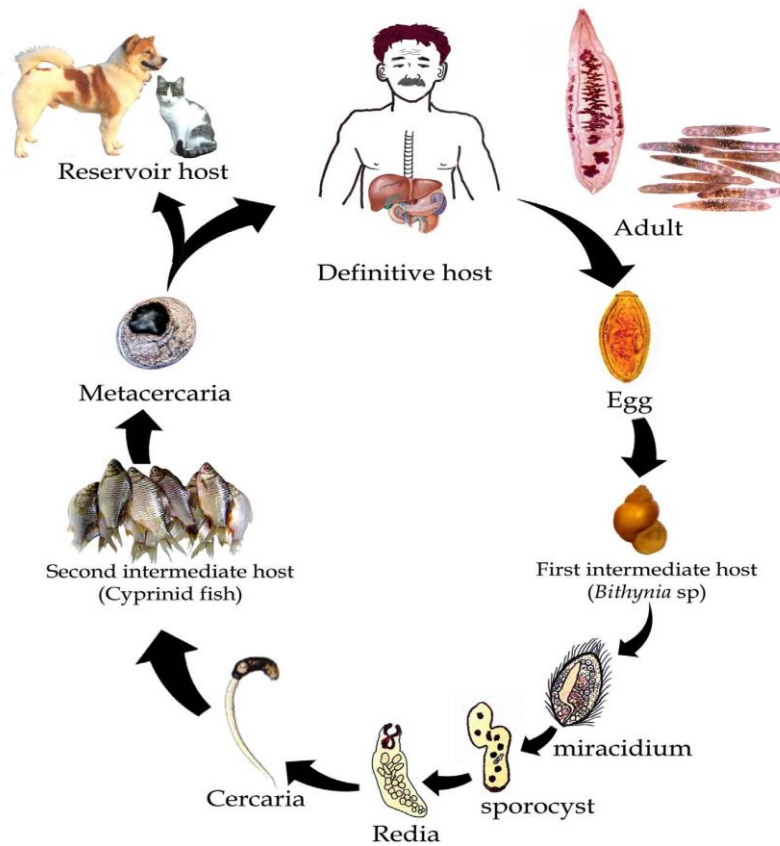 Reservoir host
Definitive host
Adult
Egg
First intermediate host
(Bithynia sp)
miracidium
sporocyst
Redia
Cercaria
Second intermediate host
(Cyprinid fish)
Metacercaria